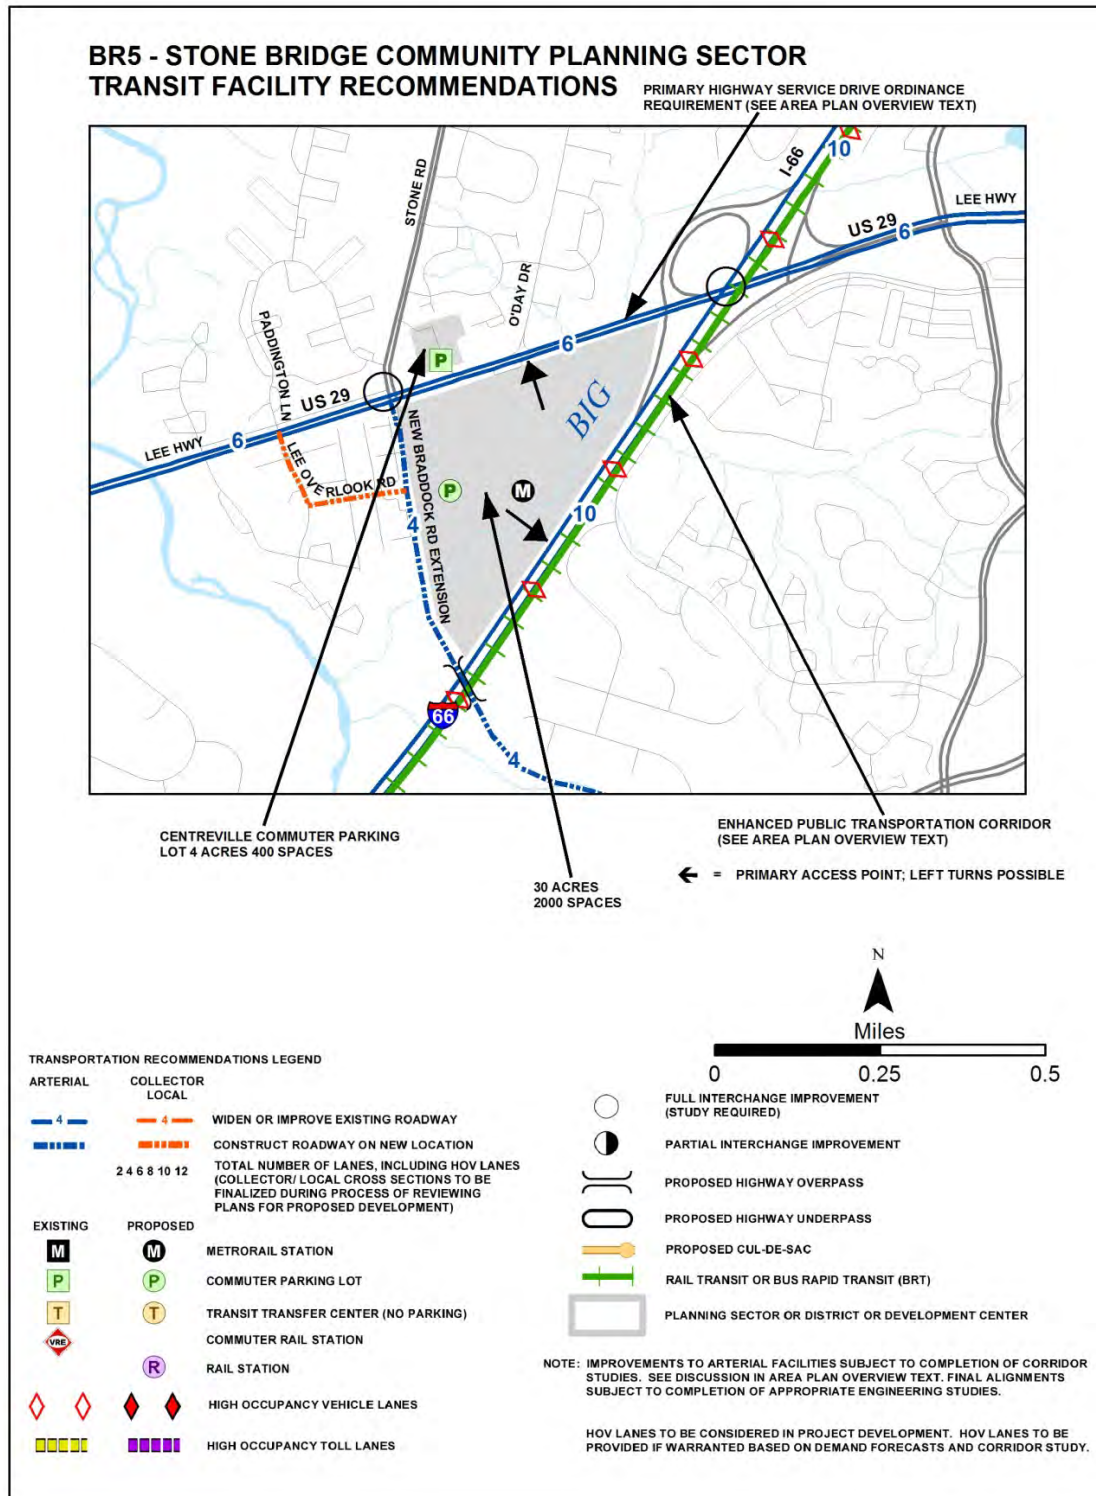 BR5 - STONE BRIDGE COMMUNITY PLANNING SECTOR
TRANSIT FACILITY RECOMMENDATIONS
PRIMARY HIGHWAY SERVICE DRIVE ORDINANCE
REQUIREMENT (SEE AREA PLAN OVERVIEW TEXT)
10
I-66
STONE RD
LEE HWY
US 29
6
O'DAY DR
PADDINGTON LN
6
P
US 29
BIG
LEE HWY
6
NEW BRADDOCK RD EXTENSION
LEE OVERLOOK RD
P
M
4
10
66
4
CENTREVILLE COMMUTER PARKING
LOT 4 ACRES 400 SPACES
ENHANCED PUBLIC TRANSPORTATION CORRIDOR
(SEE AREA PLAN OVERVIEW TEXT)
= PRIMARY ACCESS POINT; LEFT TURNS POSSIBLE
30 ACRES
2000 SPACES
N
Miles
0 0.25 0.5
TRANSPORTATION RECOMMENDATIONS LEGEND
ARTERIAL COLLECTOR
LOCAL
4 4 WIDEN OR IMPROVE EXISTING ROADWAY
CONSTRUCT ROADWAY ON NEW LOCATION
2 4 6 8 10 12 TOTAL NUMBER OF LANES, INCLUDING HOV LANES
(COLLECTOR/ LOCAL CROSS SECTIONS TO BE
FINALIZED DURING PROCESS OF REVIEWING
PLANS FOR PROPOSED DEVELOPMENT)
EXISTING PROPOSED
M M METRORAIL STATION
P P COMMUTER PARKING LOT
T T TRANSIT TRANSFER CENTER (NO PARKING)
VRE COMMUTER RAIL STATION
R RAIL STATION
HIGH OCCUPANCY VEHICLE LANES
HIGH OCCUPANCY TOLL LANES
FULL INTERCHANGE IMPROVEMENT
(STUDY REQUIRED)
PARTIAL INTERCHANGE IMPROVEMENT
PROPOSED HIGHWAY OVERPASS
PROPOSED HIGHWAY UNDERPASS
PROPOSED CUL-DE-SAC
RAIL TRANSIT OR BUS RAPID TRANSIT (BRT)
PLANNING SECTOR OR DISTRICT OR DEVELOPMENT CENTER
NOTE: IMPROVEMENTS TO ARTERIAL FACILITIES SUBJECT TO COMPLETION OF CORRIDOR
STUDIES. SEE DISCUSSION IN AREA PLAN OVERVIEW TEXT. FINAL ALIGNMENTS
SUBJECT TO COMPLETION OF APPROPRIATE ENGINEERING STUDIES.
HOV LANES TO BE CONSIDERED IN PROJECT DEVELOPMENT. HOV LANES TO BE
PROVIDED IF WARRANTED BASED ON DEMAND FORECASTS AND CORRIDOR STUDY.